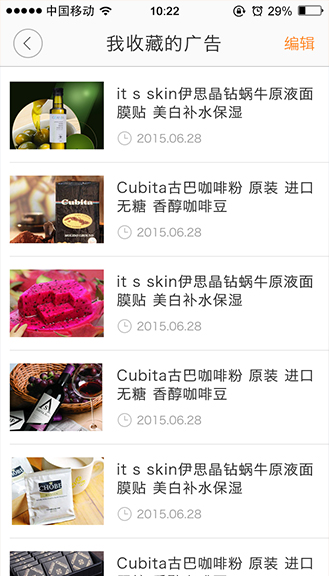 中国移动 10:22 29%
我收藏的广告 编辑
it s skin伊思晶钻蜗牛原液面
膜贴 美白补水保湿
2015.06.28
Cubita
Cubita古巴咖啡粉 原装 进口
无糖 香醇咖啡豆
2015.06.28
it s skin伊思晶钻蜗牛原液面
膜贴 美白补水保湿
2015.06.28
Cubita古巴咖啡粉 原装 进口
无糖 香醇咖啡豆
2015.06.28
it s skin伊思晶钻蜗牛原液面
膜贴 美白补水保湿
2015.06.28
Cubita古巴咖啡粉 原装 进口